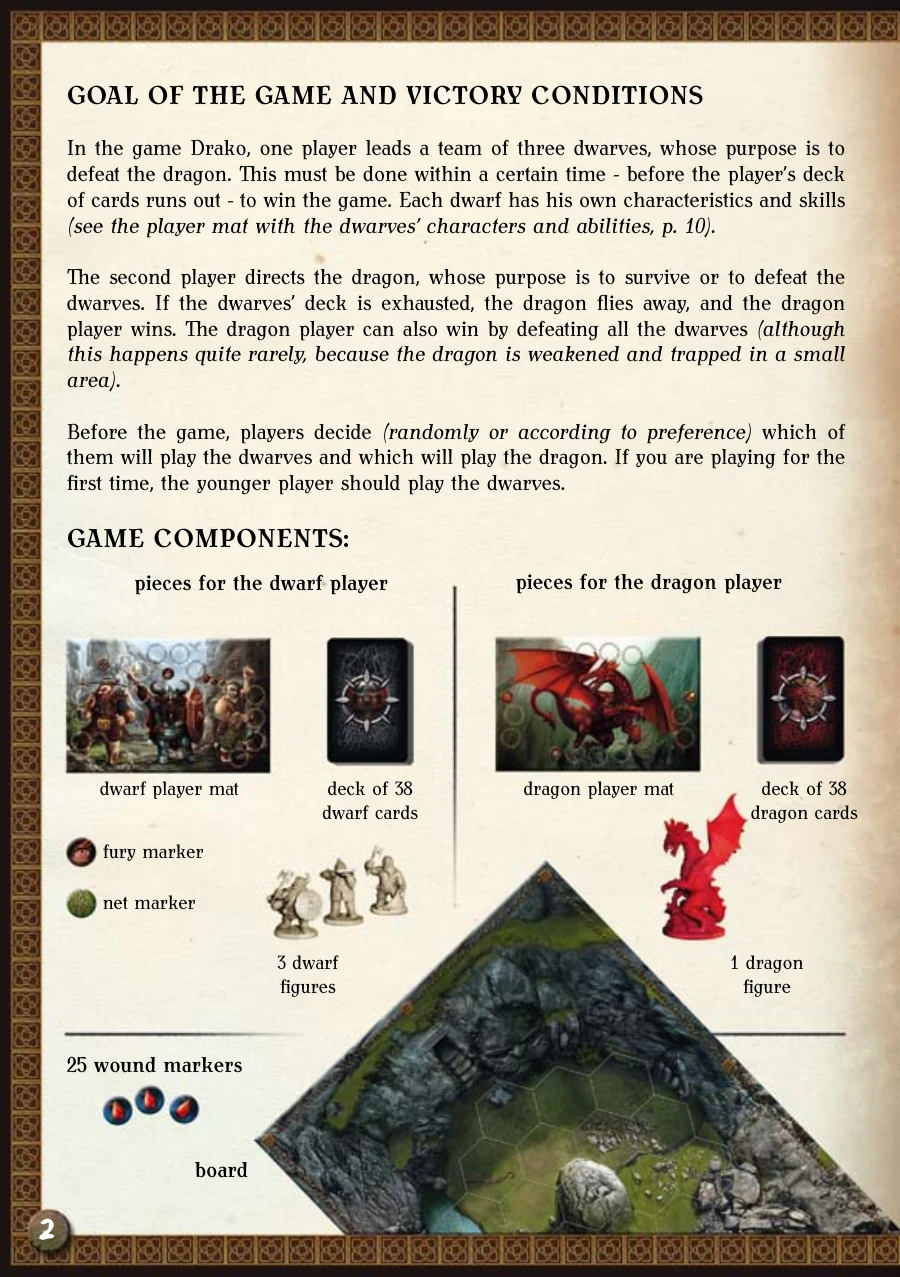 GOAL OF THE GAME AND VICTORY CONDITIONS
In the game Drako, one player leads a team of three dwarves, whose purpose is to
defeat the dragon. This must be done within a certain time - before the player's deck
of cards runs out - to win the game. Each dwarf has his own characteristics and skills
(see the player mat with the dwarves' characters and abilities, p. 10).
The second player directs the dragon, whose purpose is to survive or to defeat the
dwarves. If the dwarves' deck is exhausted, the dragon flies away, and the dragon
player wins. The dragon player can also win by defeating all the dwarves (although
this happens quite rarely, because the dragon is weakened and trapped in a small
area).
Before the game, players decide (randomly or according to preference) which of
them will play the dwarves and which will play the dragon. If you are playing for the
first time, the younger player should play the dwarves.
GAME COMPONENTS:
pieces for the dwarf player
dwarf player mat
deck of 38
dwarf cards
fury marker
net marker
3 dwarf
figures
pieces for the dragon player
dragon player mat
deck of 38
dragon cards
1 dragon
figure
25 wound markers
board
2